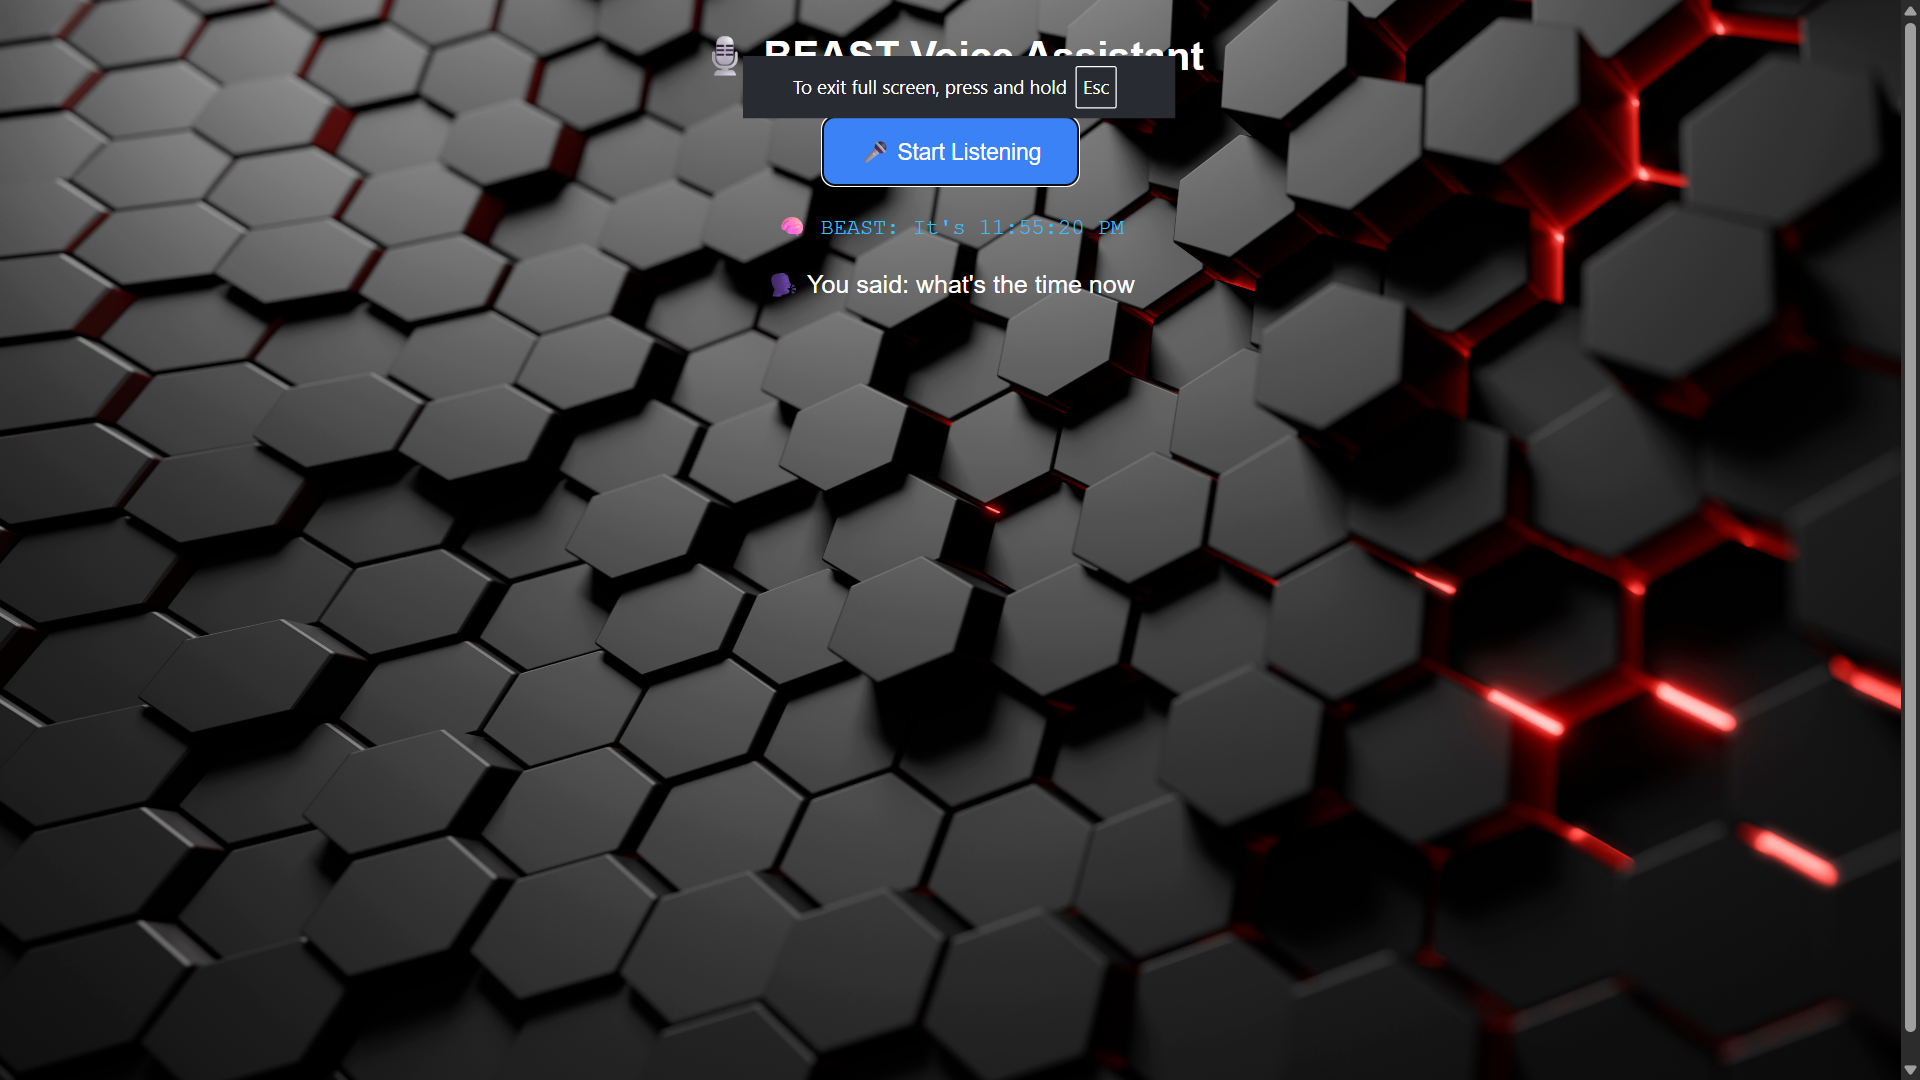 🎙️ BEAST Voice Assistant
To exit full screen, press and hold Esc
🎤 Start Listening
🧠 BEAST: It's 11:55:20 PM
🗣️ You said: what's the time now